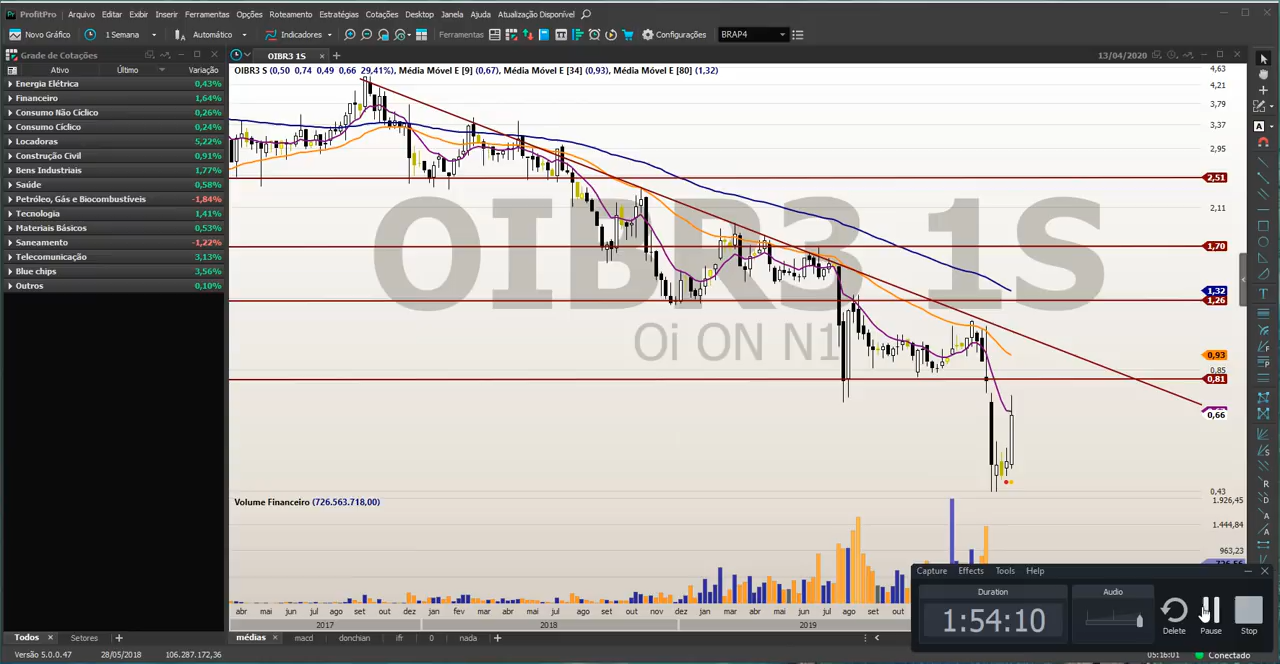 ProfitPro Arquivo Analisar Exibir Inserir Ferramentas Opções Roteamento Estratégias Cotações Desktop Janela Ajuda Atualização Disponível
Novo Gráfico 1 Semana Automático Indicadores Ferramentas Configurações BRAP4
Grade de Cotações
OIBR3 1S
13/04/2020
Ativo Último Variação
OIBR3 S (0,50 0,74 0,49 0,66 29,41%), Média Móvel E [9] (0,67), Média Móvel E [34] (0,93), Média Móvel E [80] (1,32)
Energia Elétrica 0,43%
Financeiro 1,64%
Consumo Não Cíclico 0,26%
Consumo Cíclico 0,24%
Locadoras 5,22%
Construção Civil 0,91%
Bens Industriais 1,77%
Saúde 0,58%
Petróleo, Gás e Biocombustíveis -1,84%
Tecnologia 1,41%
Materiais Básicos 0,53%
Saneamento -1,22%
Telecomunicação 3,13%
Blue chips 3,56%
Outros 0,10%
OIBR3 1S
Oi ON N1
4,63
4,21
3,79
3,37
2,95
2,51
2,11
1,70
1,32
1,26
0,93
0,85
0,81
0,66
0,43
Volume Financeiro (726.563.718,00)
1.926,45
1.444,84
963,23
abr mai jun jul ago set out dez jan fev mar abr mai jun jul ago set out nov dez jan mar abr mai jun jul ago set out
2017 2018 2019
Capture Effects Tools Help
Duration
1:54:10
Audio
Delete Pause Stop
Todos Setores
médias macd donchian ifr 0 nada
Versão 5.0.0.47 28/05/2018 106.287.172,36 05:16:01 Conectado